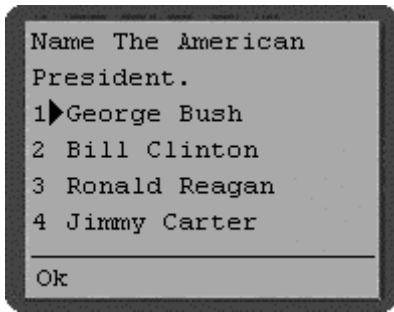 Name The American
President.
1 George Bush
2 Bill Clinton
3 Ronald Reagan
4 Jimmy Carter
Ok